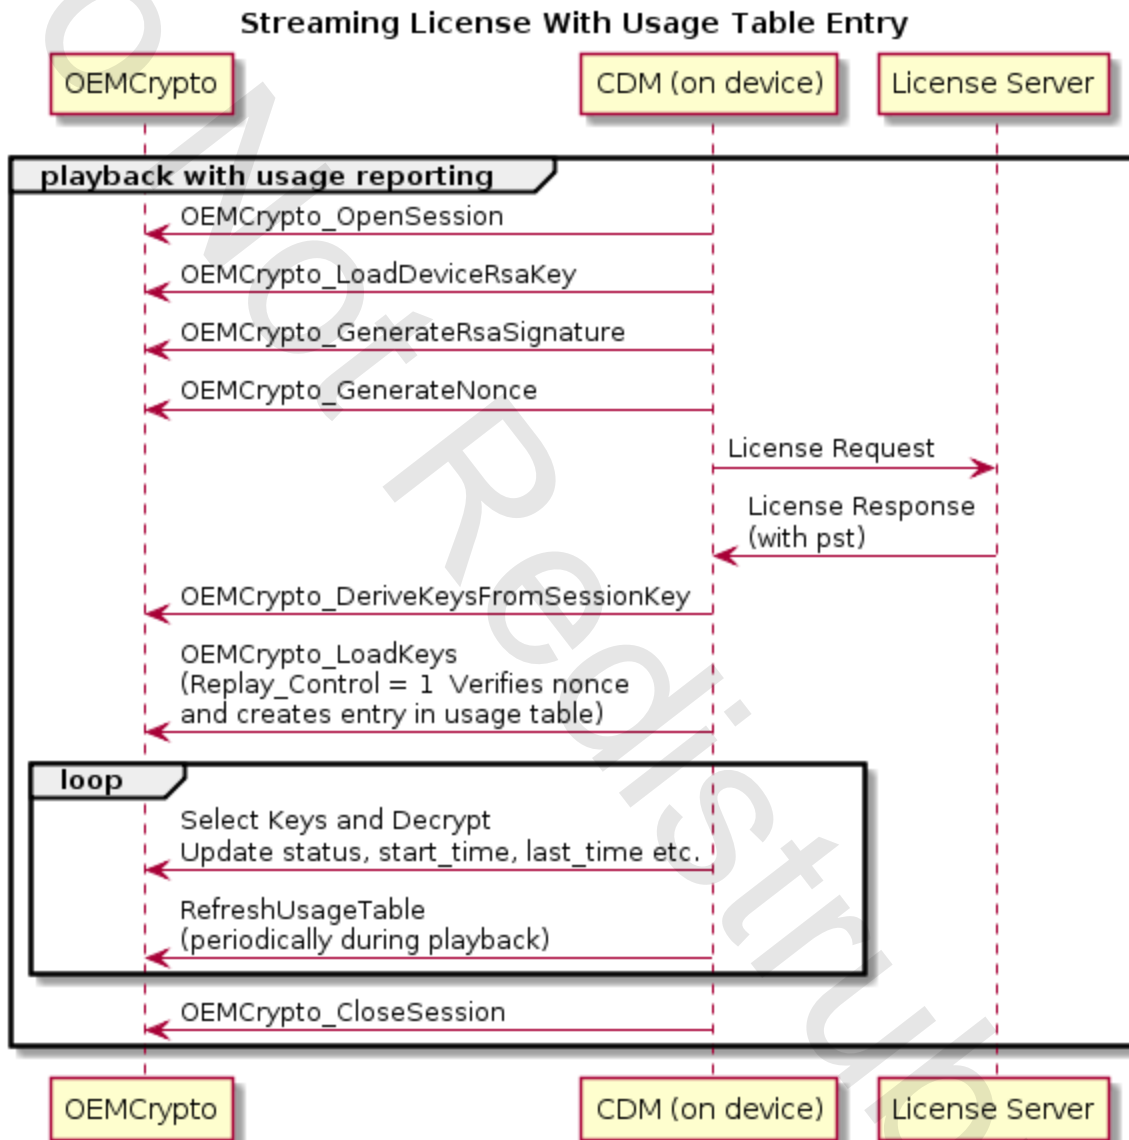 Streaming License With Usage Table Entry
OEMCrypto
CDM (on device)
License Server
playback with usage reporting
OEMCrypto_OpenSession
OEMCrypto_LoadDeviceRsaKey
OEMCrypto_GenerateRsaSignature
OEMCrypto_GenerateNonce
License Request
License Response
(with pst)
OEMCrypto_DeriveKeysFromSessionKey
OEMCrypto_LoadKeys
(Replay_Control = 1  Verifies nonce
and creates entry in usage table)
loop
Select Keys and Decrypt
Update status, start_time, last_time etc.
RefreshUsageTable
(periodically during playback)
OEMCrypto_CloseSession
OEMCrypto
CDM (on device)
License Server
o Not Redistrub